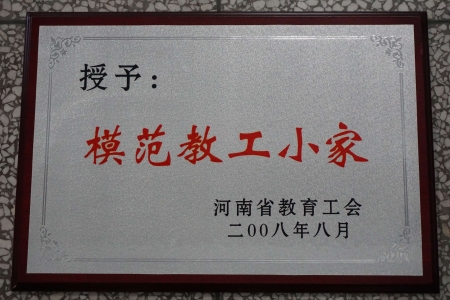 授予：
模范教工小家
河南省教育工会
二00八年八月